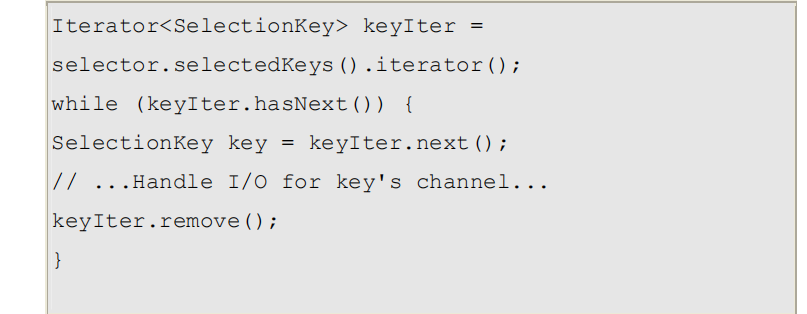 Iterator<SelectionKey> keyIter =
selector.selectedKeys().iterator();
while (keyIter.hasNext()) {
SelectionKey key = keyIter.next();
// ...Handle I/O for key's channel...
keyIter.remove();
}